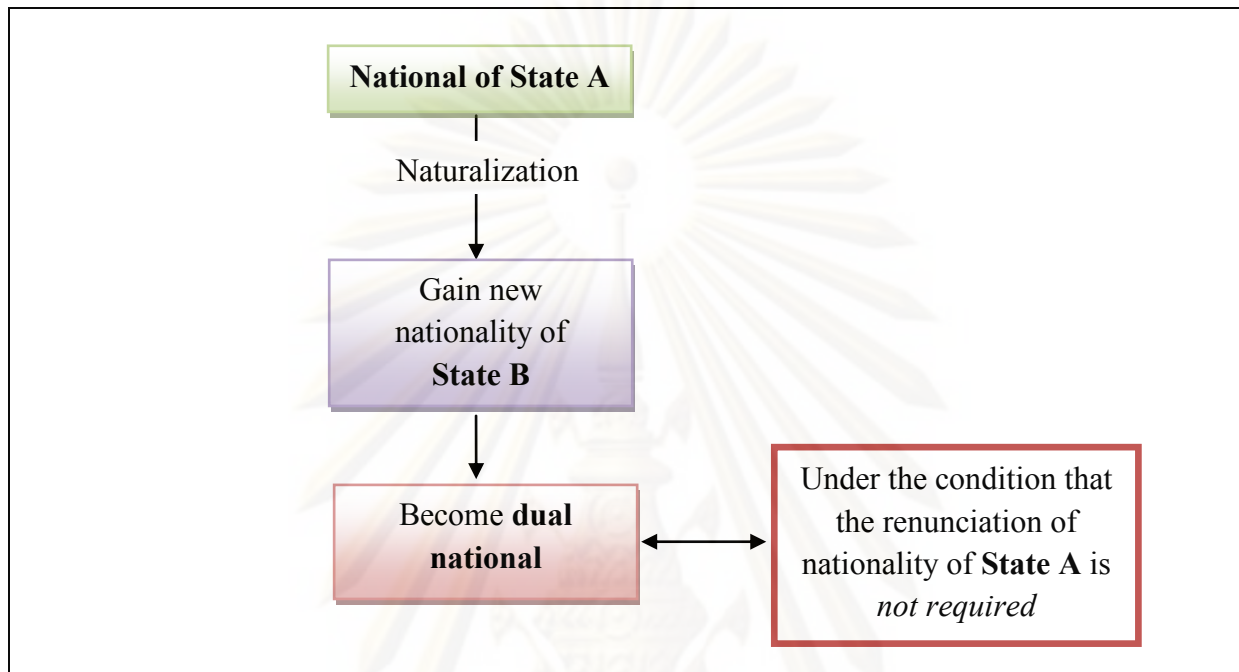 National of State A
Naturalization
Gain new
nationality of
State B
Become dual
national
Under the condition that
the renunciation of
nationality of State A is
not required